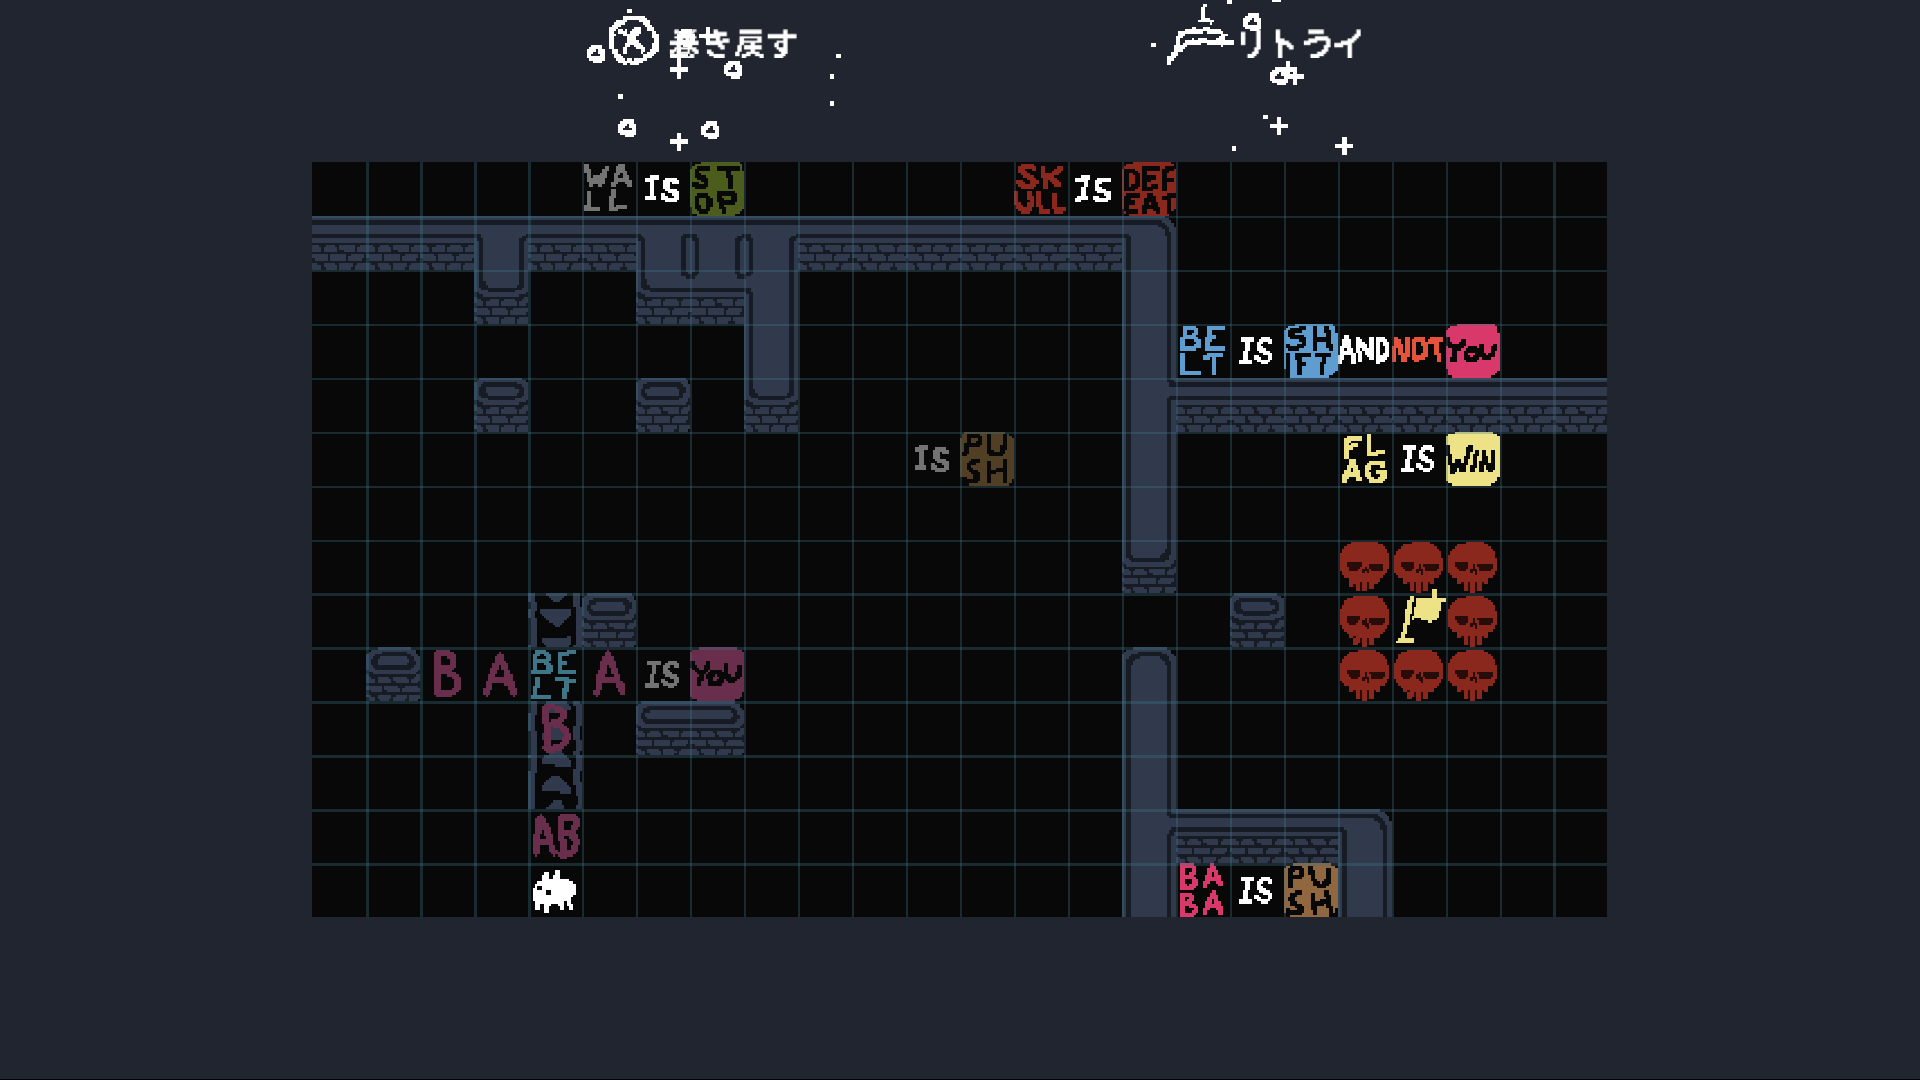 巻き戻す リトライ
WALL IS STOP SKULL IS DEFEAT
BELT IS SHIFT AND NOT YOU
IS PUSH FLAG IS WIN
B A BELT A IS YOU
B
AB
BABA IS PUSH